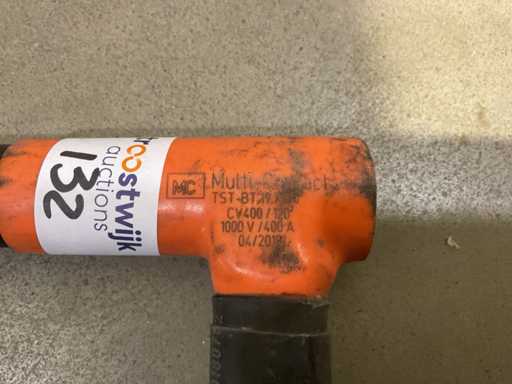 troostwijk
auctions
132
MC Multi-Contact
CV400/120
1000 V/400 A